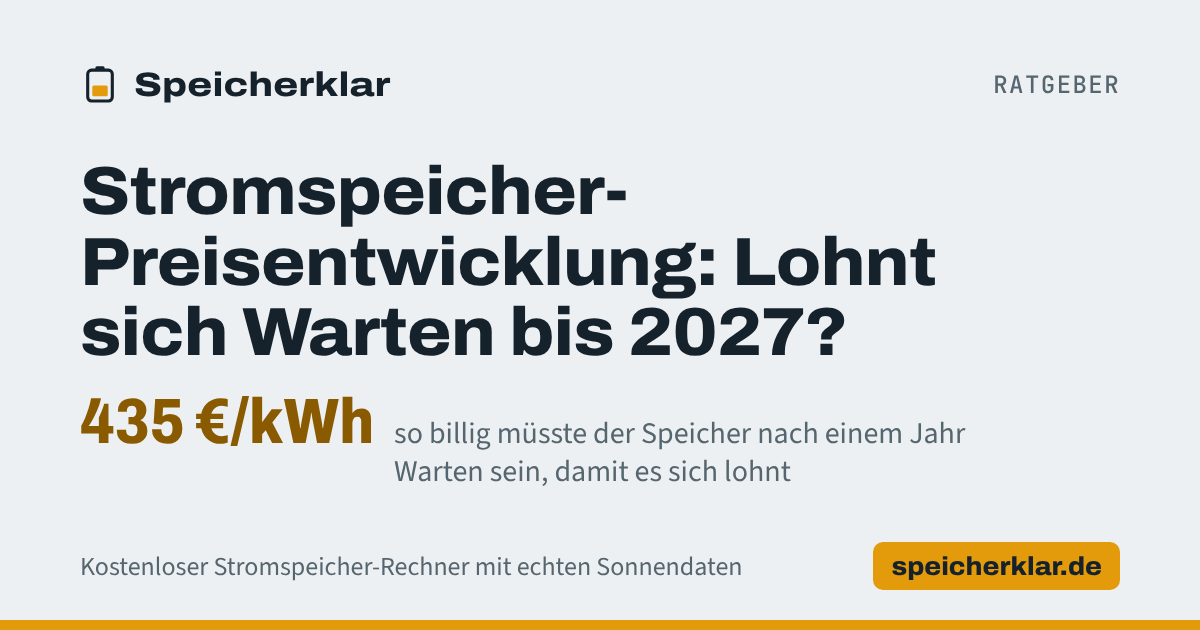 Speicherklar
RATGEBER
Stromspeicher-
Preisentwicklung: Lohnt
sich Warten bis 2027?
435 €/kWh
so billig müsste der Speicher nach einem Jahr
Warten sein, damit es sich lohnt
Kostenloser Stromspeicher-Rechner mit echten Sonnendaten
speicherklar.de